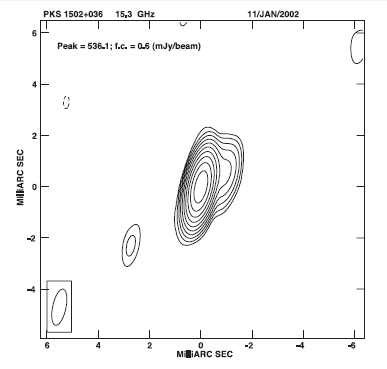 PKS 1502+036 15.3 GHz 11/JAN/2002
Peak = 536.1; f.c. = 0.6 (mJy/beam)
6
4
2
0
-2
-4
MilliARC SEC
6 4 2 0 -2 -4 -6
MilliARC SEC